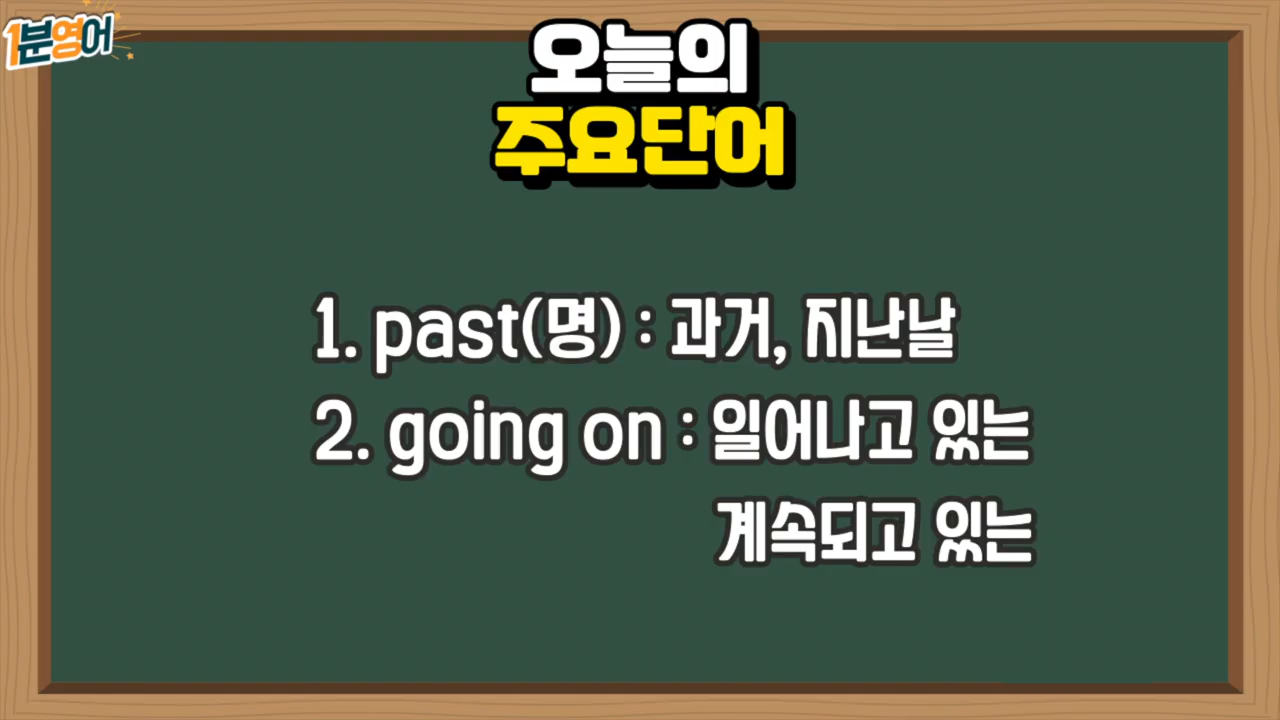 1분영어
오늘의
주요단어
1. past(명) : 과거, 지난날
2. going on : 일어나고 있는
계속되고 있는